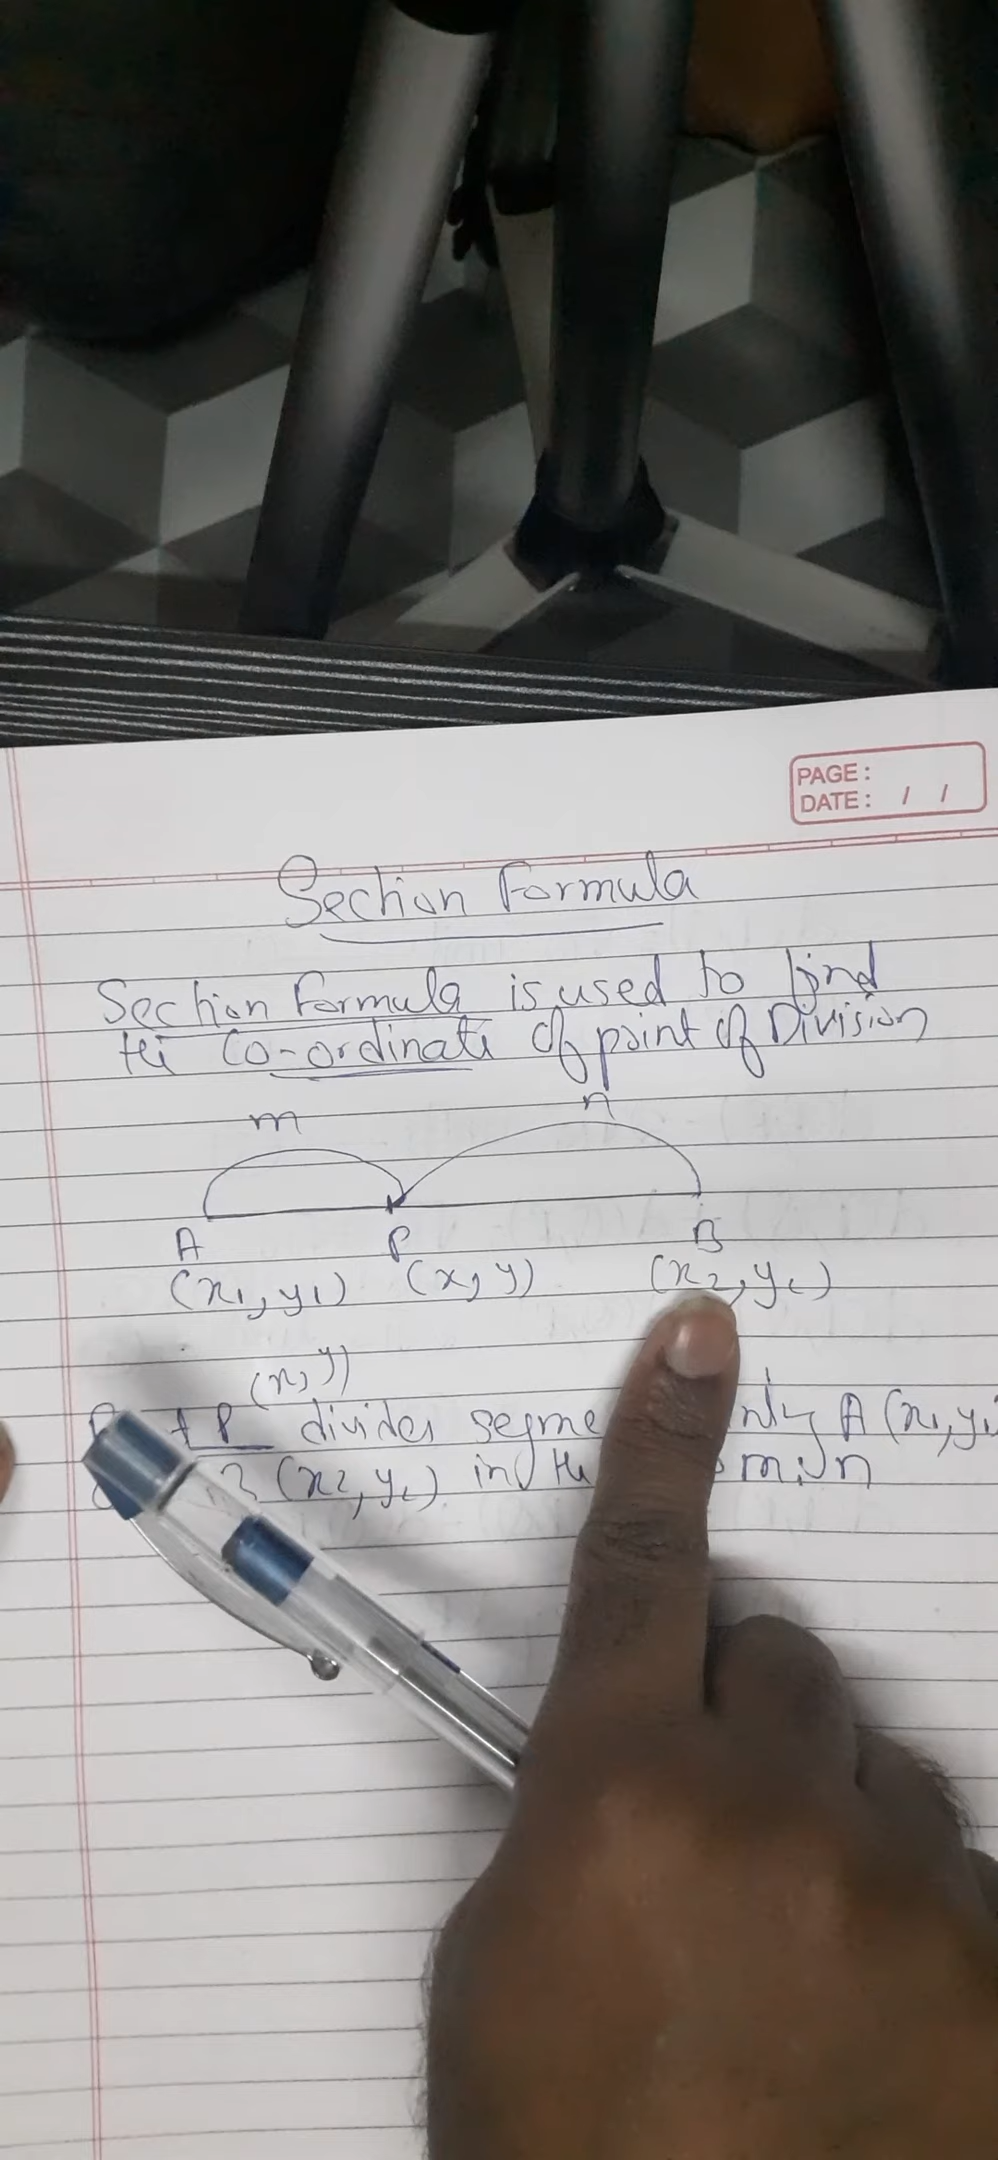 PAGE :
DATE : / /
Section Formula
Section Formula is used to find
the Co-ordinate of point of Division
m n
A P B
(x1, y1) (x, y) (x2, y2)
(x, y)
P divides A (x1, y1
(x2, y2) in the m:n